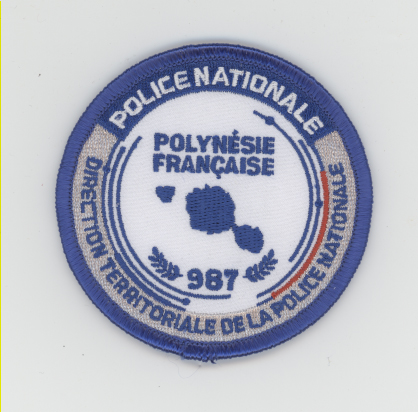 POLICE NATIONALE
POLYNÉSIE
FRANÇAISE
987
DIRECTION TERRITORIALE DE LA POLICE NATIONALE